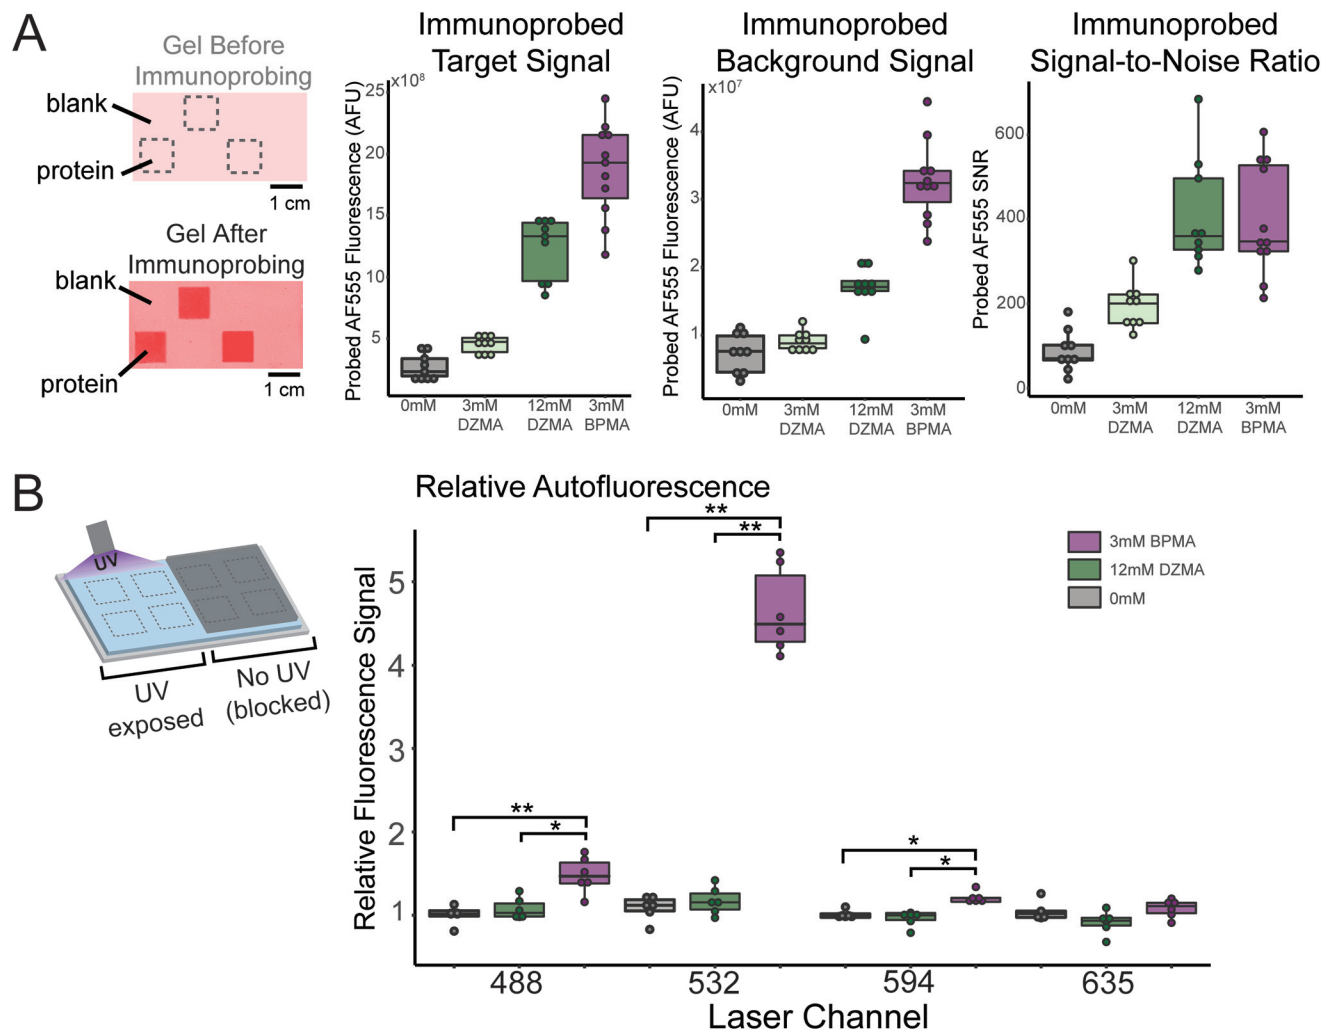 A
Gel Before
Immunoprobing
blank
protein
1 cm
Gel After
Immunoprobing
blank
protein
1 cm
Immunoprobed
Target Signal
x10⁸
Probed AF555 Fluorescence (AFU)
25
20
15
10
5
0mM
3mM
DZMA
12mM
DZMA
3mM
BPMA
Immunoprobed
Background Signal
x10⁷
Probed AF555 Fluorescence (AFU)
4
3
2
1
0mM
3mM
DZMA
12mM
DZMA
3mM
BPMA
Immunoprobed
Signal-to-Noise Ratio
Probed AF555 SNR
600
400
200
0
0mM
3mM
DZMA
12mM
DZMA
3mM
BPMA
B
UV
UV
exposed
No UV
(blocked)
Relative Autofluorescence
Relative Fluorescence Signal
5
4
3
2
1
**
**
**
*
*
*
3mM BPMA
12mM DZMA
0mM
488
532
594
635
Laser Channel